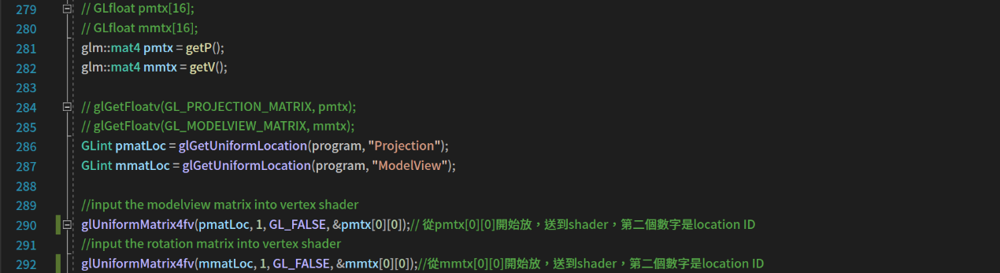 279 // GLfloat pmtx[16];
280 // GLfloat mmtx[16];
281 glm::mat4 pmtx = getP();
282 glm::mat4 mmtx = getV();
283
284 // glGetFloatv(GL_PROJECTION_MATRIX, pmtx);
285 // glGetFloatv(GL_MODELVIEW_MATRIX, mmtx);
286 GLint pmatLoc = glGetUniformLocation(program, "Projection");
287 GLint mmatLoc = glGetUniformLocation(program, "ModelView");
288
289 //input the modelview matrix into vertex shader
290 glUniformMatrix4fv(pmatLoc, 1, GL_FALSE, &pmtx[0][0]);// 從pmtx[0][0]開始放，送到shader，第二個數字是location ID
291 //input the rotation matrix into vertex shader
292 glUniformMatrix4fv(mmatLoc, 1, GL_FALSE, &mmtx[0][0]);//從mmtx[0][0]開始放，送到shader，第二個數字是location ID